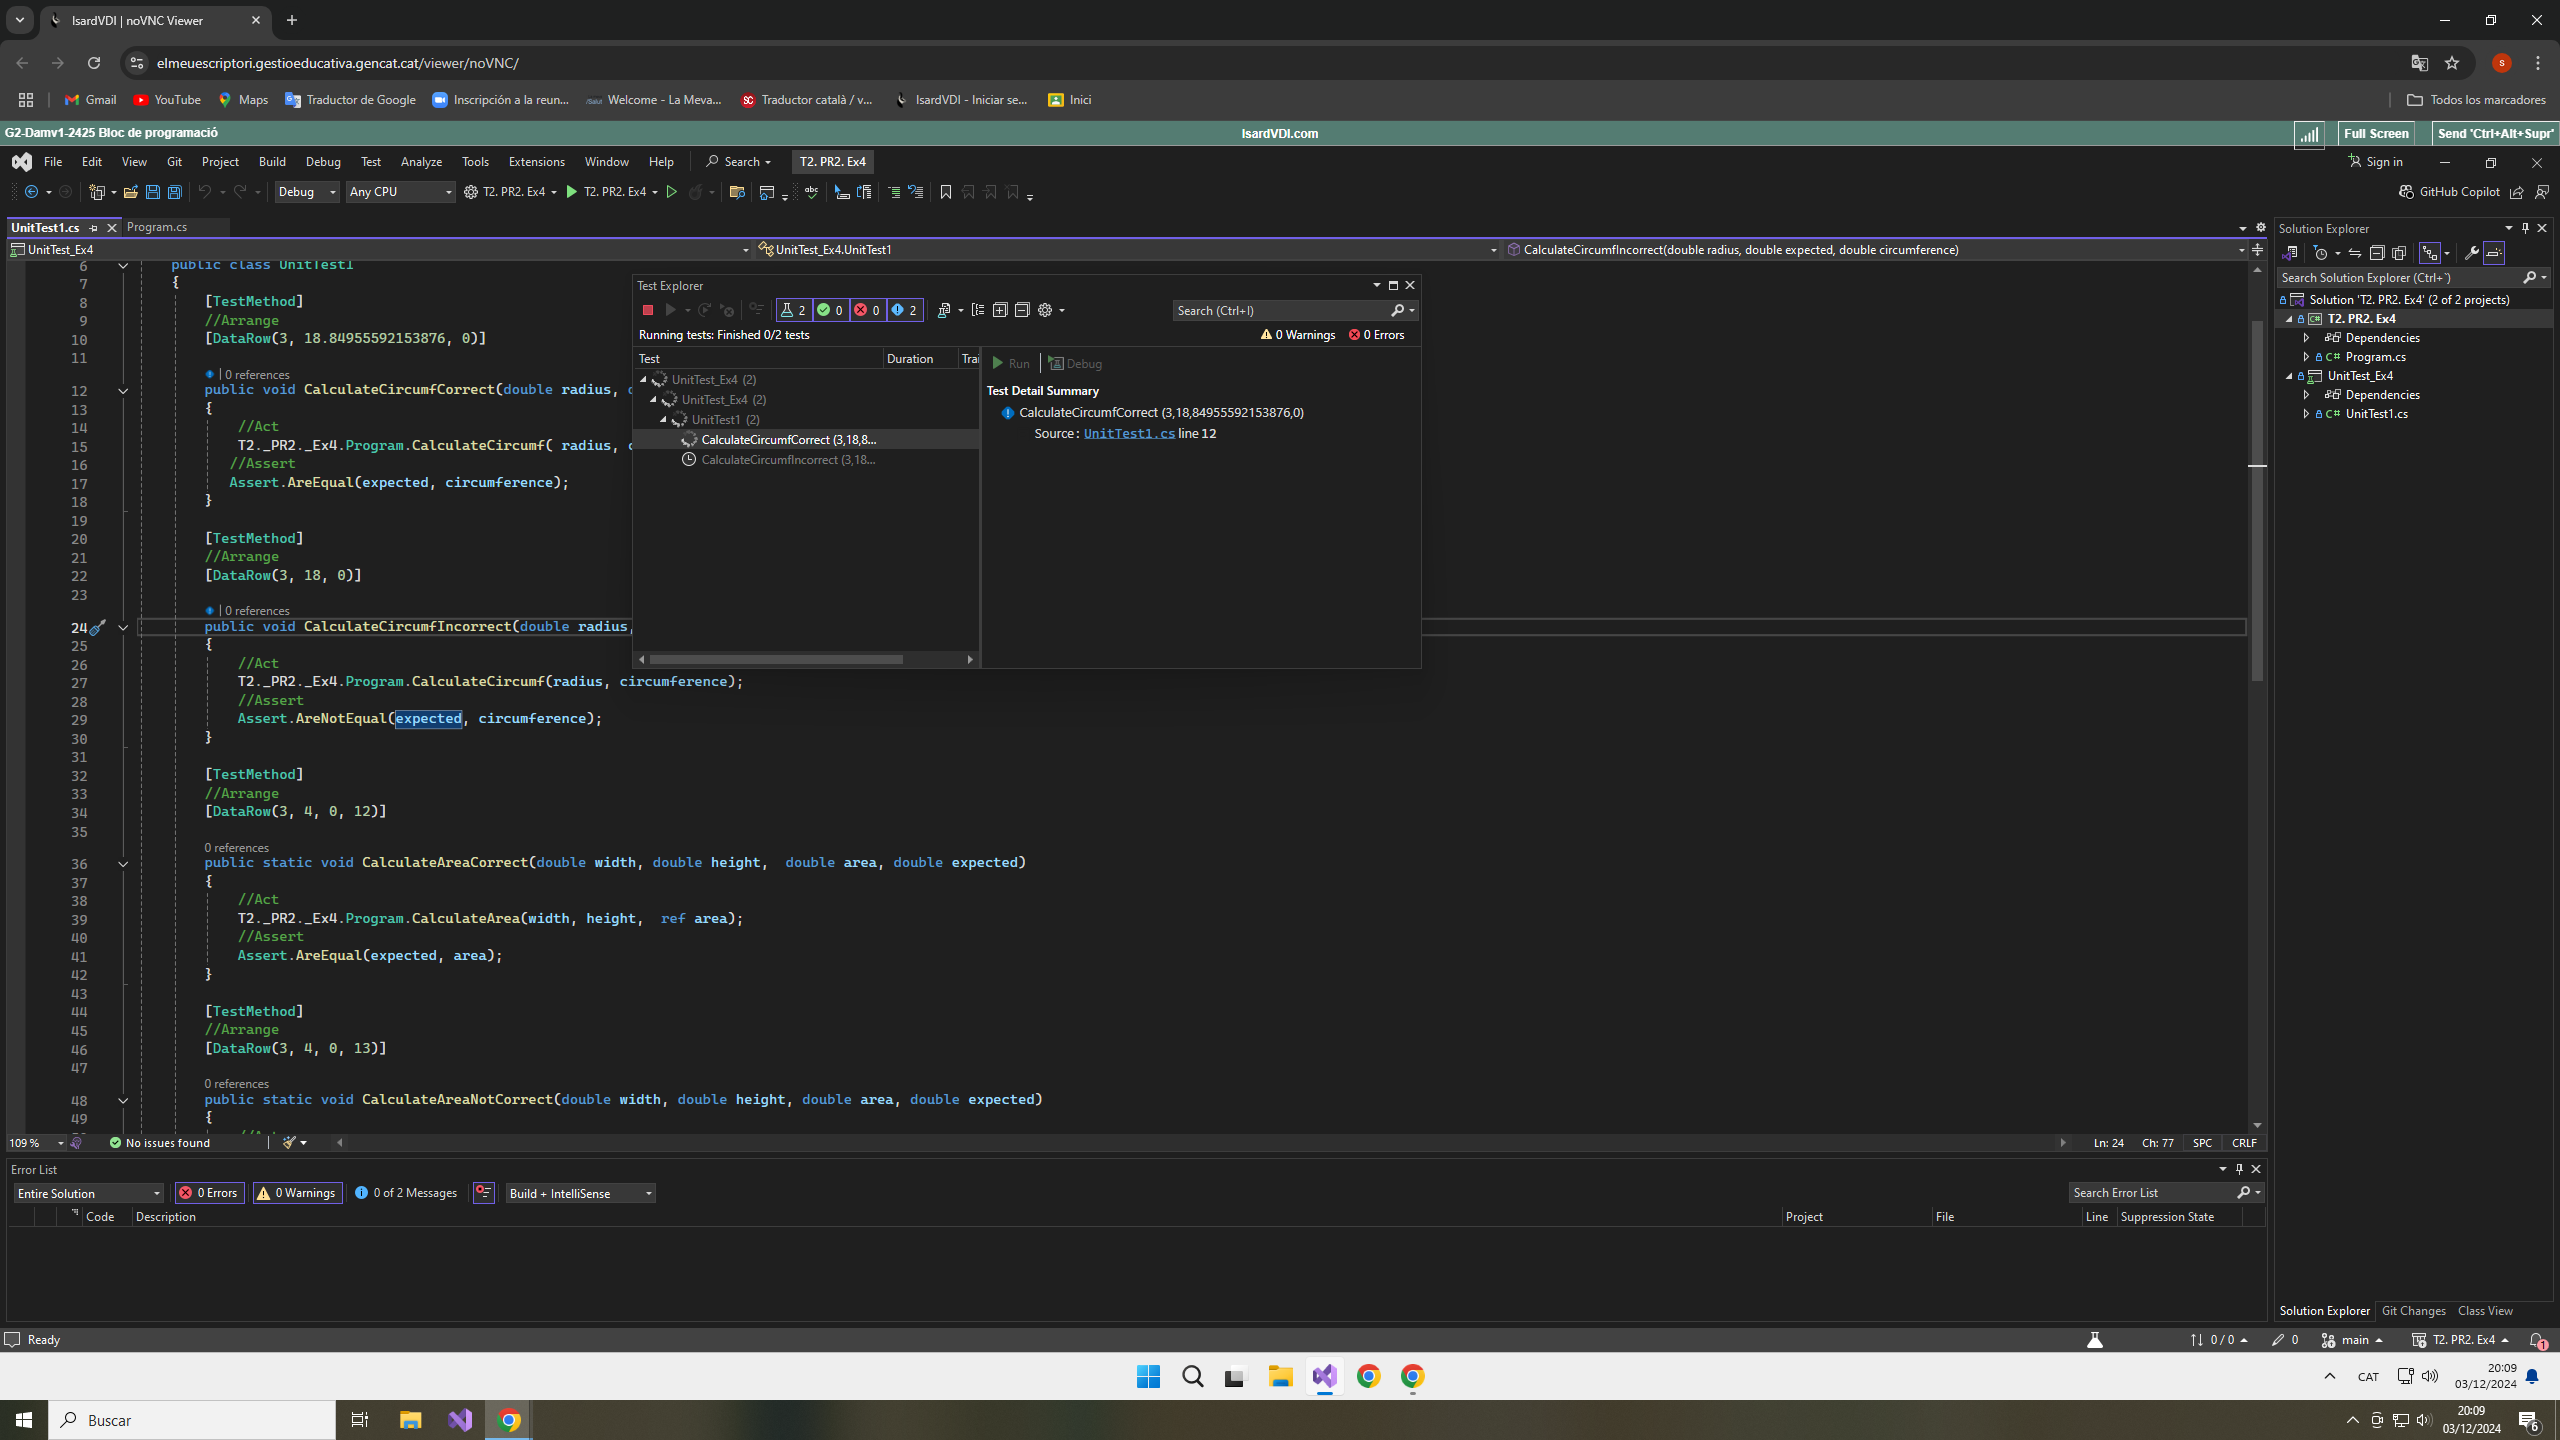 IsardVDI | noVNC Viewer
elmeuescriptori.gestioeducativa.gencat.cat/viewer/noVNC/
S
Gmail YouTube Maps Traductor de Google Inscripción a la reun... Welcome - La Meva... Traductor català / v... IsardVDI - Iniciar se... Inici Todos los marcadores
G2-Damv1-2425 Bloc de programació IsardVDI.com Full Screen Send 'Ctrl+Alt+Supr'
File Edit View Git Project Build Debug Test Analyze Tools Extensions Window Help Search T2. PR2. Ex4 Sign in
Debug Any CPU T2. PR2. Ex4 T2. PR2. Ex4 GitHub Copilot
UnitTest1.cs Program.cs
UnitTest_Ex4 UnitTest_Ex4.UnitTest1 CalculateCircumfIncorrect(double radius, double expected, double circumference)
6 public class UnitTest1
7 {
8 [TestMethod]
9 //Arrange
10 [DataRow(3, 18.84955592153876, 0)]
11
| 0 references
12 public void CalculateCircumfCorrect(double radius,
13 {
14 //Act
15 T2._PR2._Ex4.Program.CalculateCircumf( radius,
16 //Assert
17 Assert.AreEqual(expected, circumference);
18 }
19
20 [TestMethod]
21 //Arrange
22 [DataRow(3, 18, 0)]
23
| 0 references
24 public void CalculateCircumfIncorrect(double radius,
25 {
26 //Act
27 T2._PR2._Ex4.Program.CalculateCircumf(radius, circumference);
28 //Assert
29 Assert.AreNotEqual(expected, circumference);
30 }
31
32 [TestMethod]
33 //Arrange
34 [DataRow(3, 4, 0, 12)]
35
0 references
36 public static void CalculateAreaCorrect(double width, double height,  double area, double expected)
37 {
38 //Act
39 T2._PR2._Ex4.Program.CalculateArea(width, height,  ref area);
40 //Assert
41 Assert.AreEqual(expected, area);
42 }
43
44 [TestMethod]
45 //Arrange
46 [DataRow(3, 4, 0, 13)]
47
0 references
48 public static void CalculateAreaNotCorrect(double width, double height, double area, double expected)
49 {
Test Explorer
2 0 0 2 Search (Ctrl+I)
Running tests: Finished 0/2 tests 0 Warnings 0 Errors
Test Duration Trai
UnitTest_Ex4 (2)
UnitTest_Ex4 (2)
UnitTest1 (2)
CalculateCircumfCorrect (3,18,8...
CalculateCircumfIncorrect (3,18...
Run Debug
Test Detail Summary
CalculateCircumfCorrect (3,18,84955592153876,0)
Source: UnitTest1.cs line 12
Solution Explorer
Search Solution Explorer (Ctrl+`)
Solution 'T2. PR2. Ex4' (2 of 2 projects)
T2. PR2. Ex4
Dependencies
C# Program.cs
UnitTest_Ex4
Dependencies
C# UnitTest1.cs
109 % No issues found Ln: 24 Ch: 77 SPC CRLF
Error List
Entire Solution 0 Errors 0 Warnings 0 of 2 Messages Build + IntelliSense Search Error List
Code Description Project File Line Suppression State
Solution Explorer Git Changes Class View
Ready 0 / 0 0 main T2. PR2. Ex4 1
CAT 20:09
03/12/2024
Buscar 20:09
03/12/2024 6